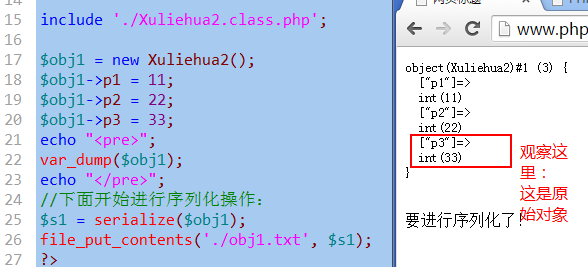 15 include './Xuliehua2.class.php';
16
17 $obj1 = new Xuliehua2();
18 $obj1->p1 = 11;
19 $obj1->p2 = 22;
20 $obj1->p3 = 33;
21 echo "<pre>";
22 var_dump($obj1);
23 echo "</pre>";
24 //下面开始进行序列化操作:
25 $s1 = serialize($obj1);
26 file_put_contents('./obj1.txt', $s1);
27 ?>
www.php
object(Xuliehua2)#1 (3) {
["p1"]=>
int(11)
["p2"]=>
int(22)
["p3"]=>
int(33)
}
观察这
里:
这是原
始对象
要进行序列化了!